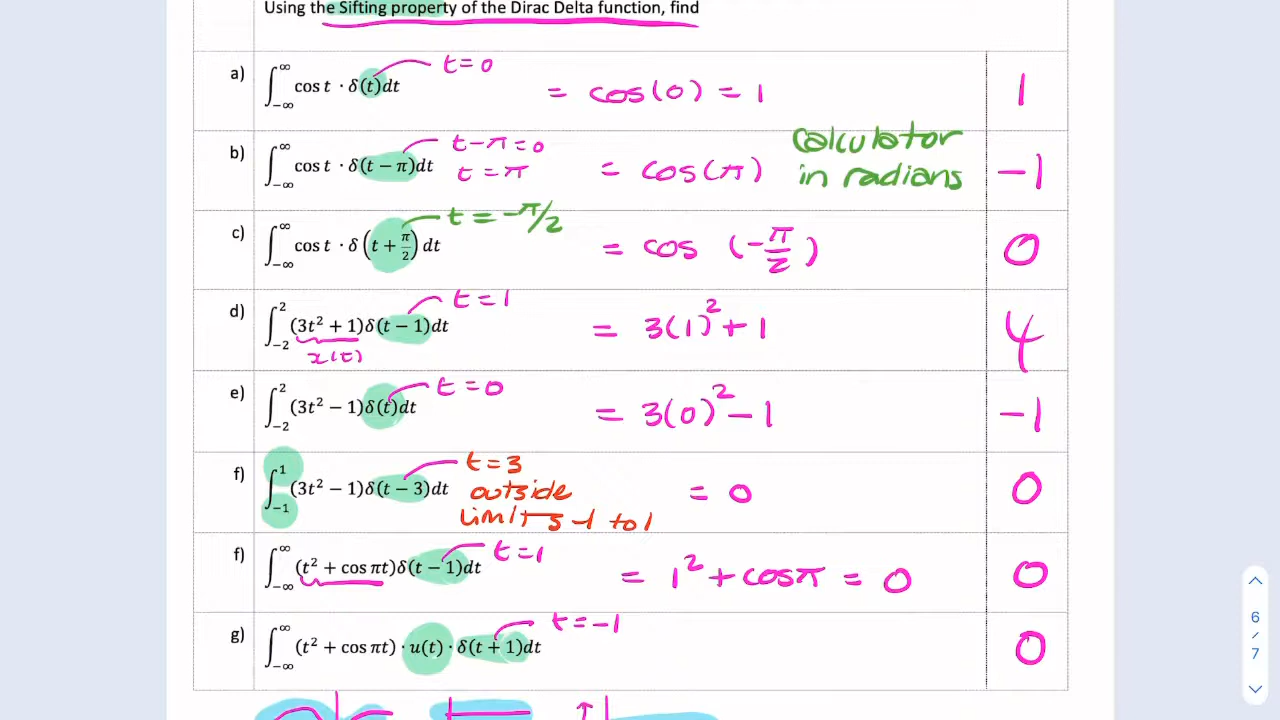 Using the Sifting property of the Dirac Delta function, find
a) ∫_{-∞}^{∞} cos t · δ(t)dt t=0 = cos(0) = 1 1
b) ∫_{-∞}^{∞} cos t · δ(t − π)dt t-π=0 t=π = cos(π) calculator in radians -1
c) ∫_{-∞}^{∞} cos t · δ(t + π/2) dt t = -π/2 = cos (-π/2) 0
d) ∫_{-2}^{2} (3t² + 1)δ(t − 1)dt t=1 x(t) = 3(1)² + 1 4
e) ∫_{-2}^{2} (3t² − 1)δ(t)dt t=0 = 3(0)² - 1 -1
f) ∫_{-1}^{1} (3t² − 1)δ(t − 3)dt t=3 outside limits -1 to 1 = 0 0
f) ∫_{-∞}^{∞} (t² + cos πt)δ(t − 1)dt t=1 = 1² + cosπ = 0 0
g) ∫_{-∞}^{∞} (t² + cos πt) · u(t) · δ(t + 1)dt t=-1 0
6
/
7